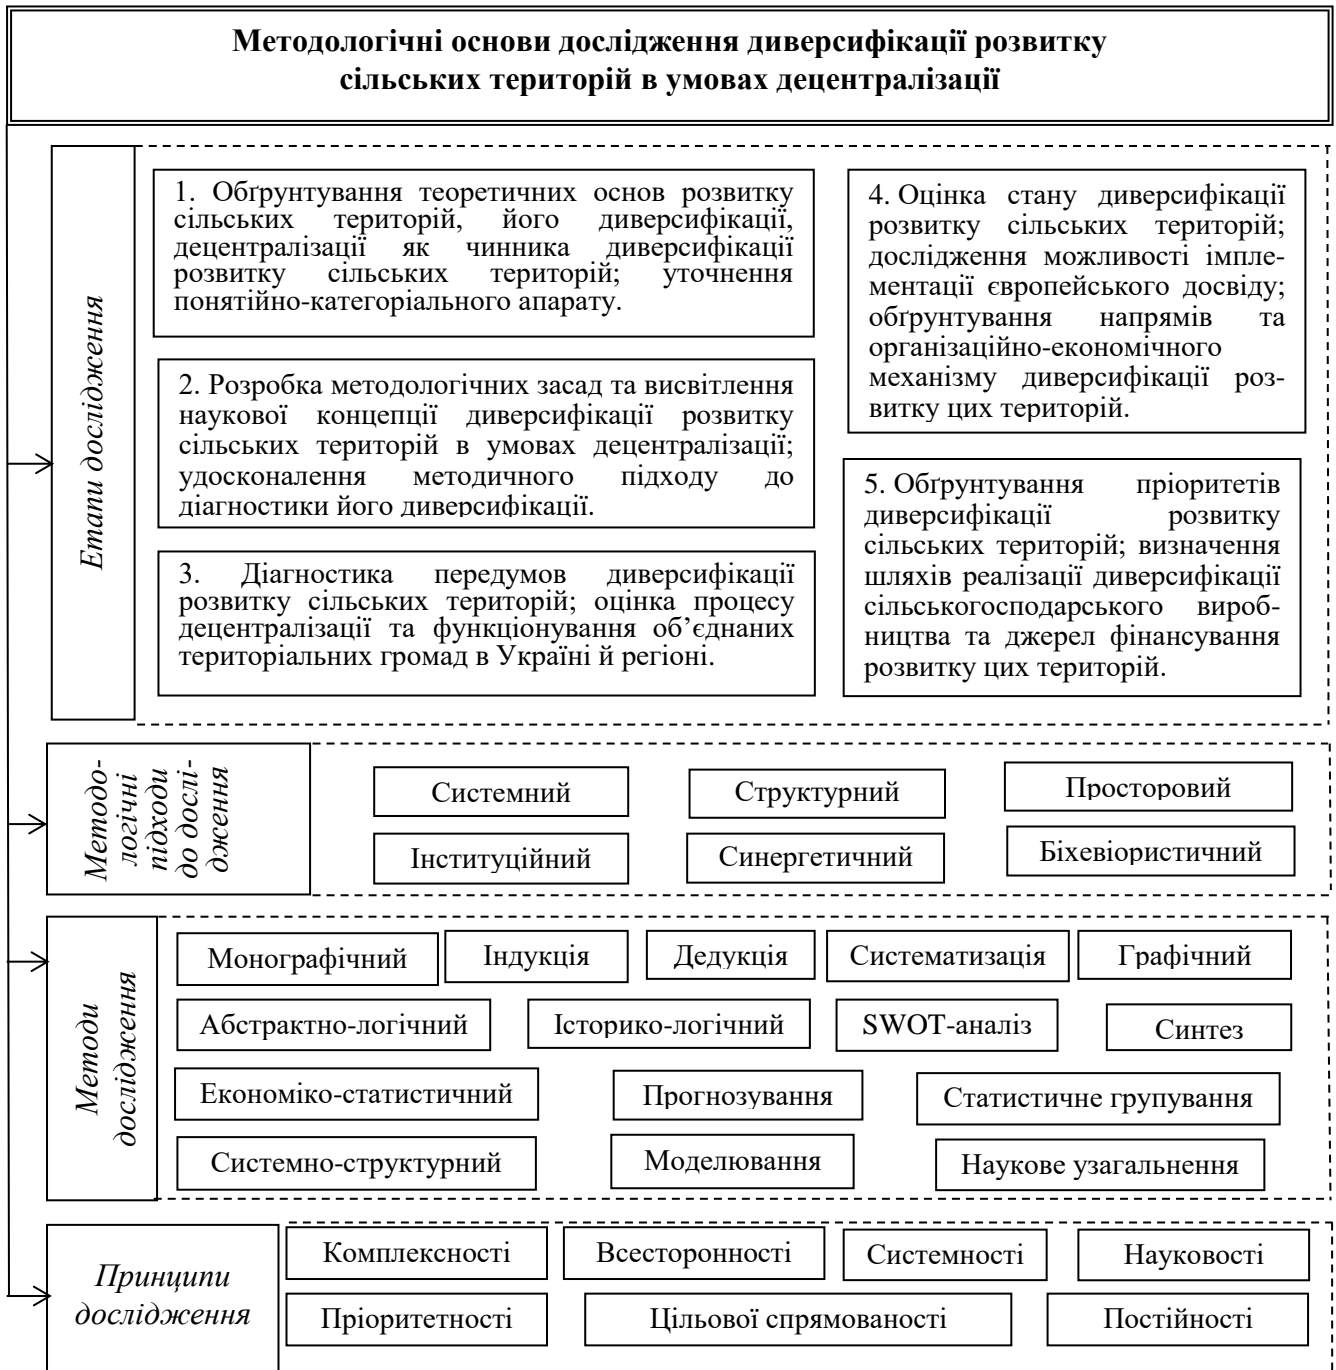 Методологічні основи дослідження диверсифікації розвитку
сільських територій в умовах децентралізації
Етапи дослідження
1. Обґрунтування теоретичних основ розвитку
сільських територій, його диверсифікації,
децентралізації як чинника диверсифікації
розвитку сільських територій; уточнення
понятійно-категоріального апарату.
2. Розробка методологічних засад та висвітлення
наукової концепції диверсифікації розвитку
сільських територій в умовах децентралізації;
удосконалення методичного підходу до
діагностики його диверсифікації.
3. Діагностика передумов диверсифікації
розвитку сільських територій; оцінка процесу
децентралізації та функціонування об’єднаних
територіальних громад в Україні й регіоні.
4. Оцінка стану диверсифікації
розвитку сільських територій;
дослідження можливості імпле-
ментації європейського досвіду;
обґрунтування напрямів та
організаційно-економічного
механізму диверсифікації роз-
витку цих територій.
5. Обґрунтування пріоритетів
диверсифікації розвитку
сільських територій; визначення
шляхів реалізації диверсифікації
сільськогосподарського вироб-
ництва та джерел фінансування
розвитку цих територій.
Методо-
логічні
підходи
до дослі-
дження
Системний Структурний Просторовий
Інституційний Синергетичний Біхевіористичний
Методи
дослідження
Монографічний Індукція Дедукція Систематизація Графічний
Абстрактно-логічний Історико-логічний SWOT-аналіз Синтез
Економіко-статистичний Прогнозування Статистичне групування
Системно-структурний Моделювання Наукове узагальнення
Принципи
дослідження
Комплексності Всесторонності Системності Науковості
Пріоритетності Цільової спрямованості Постійності